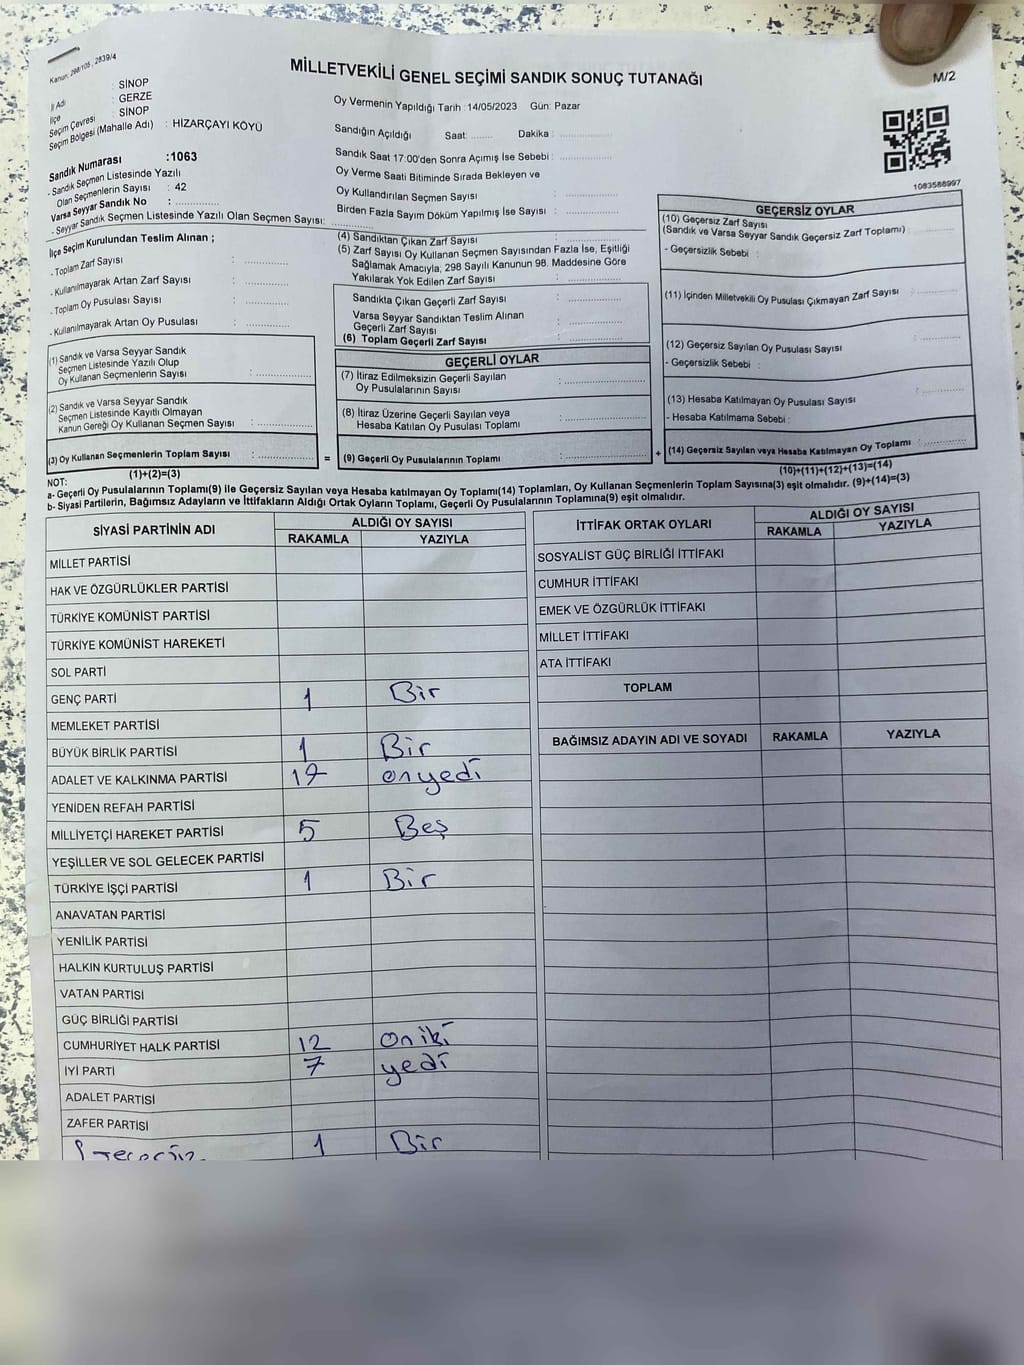 Kanun: 298/105, 2839/4
MİLLETVEKİLİ GENEL SEÇİMİ SANDIK SONUÇ TUTANAĞI
M/2
İl Adı : SİNOP
İlçe : GERZE
Seçim Çevresi : SİNOP
Seçim Bölgesi (Mahalle Adı) : HİZARÇAYI KÖYÜ
Sandık Numarası :1063
- Sandık Seçmen Listesinde Yazılı
Olan Seçmenlerin Sayısı : 42
Varsa Seyyar Sandık No : ............
- Seyyar Sandık Seçmen Listesinde Yazılı Olan Seçmen Sayısı: ............
Oy Vermenin Yapıldığı Tarih :14/05/2023 Gün: Pazar
Sandığın Açıldığı Saat: ........ Dakika : ............
Sandık Saat 17:00'den Sonra Açımış İse Sebebi : ............
Oy Verme Saati Bitiminde Sırada Bekleyen ve
Oy Kullandırılan Seçmen Sayısı : ............
Birden Fazla Sayım Döküm Yapılmış İse Sayısı : ............
1083588997
İlçe Seçim Kurulundan Teslim Alınan ;
- Toplam Zarf Sayısı : ............
- Kullanılmayarak Artan Zarf Sayısı : ............
- Toplam Oy Pusulası Sayısı : ............
- Kullanılmayarak Artan Oy Pusulası : ............
(1) Sandık ve Varsa Seyyar Sandık
Seçmen Listesinde Yazılı Olup
Oy Kullanan Seçmenlerin Sayısı : ............
(2) Sandık ve Varsa Seyyar Sandık
Seçmen Listesinde Kayıtlı Olmayan
Kanun Gereği Oy Kullanan Seçmen Sayısı : ............
(3) Oy Kullanan Seçmenlerin Toplam Sayısı : ............
(1)+(2)=(3)
(4) Sandıktan Çıkan Zarf Sayısı : ............
(5) Zarf Sayısı Oy Kullanan Seçmen Sayısından Fazla İse, Eşitliği
Sağlamak Amacıyla; 298 Sayılı Kanunun 98. Maddesine Göre
Yakılarak Yok Edilen Zarf Sayısı : ............
Sandıkta Çıkan Geçerli Zarf Sayısı : ............
Varsa Seyyar Sandıktan Teslim Alınan
Geçerli Zarf Sayısı : ............
(6) Toplam Geçerli Zarf Sayısı : ............
GEÇERLİ OYLAR
(7) İtiraz Edilmeksizin Geçerli Sayılan
Oy Pusulalarının Sayısı : ............
(8) İtiraz Üzerine Geçerli Sayılan veya
Hesaba Katılan Oy Pusulası Toplamı : ............
= (9) Geçerli Oy Pusulalarının Toplamı : ............
GEÇERSİZ OYLAR
(10) Geçersiz Zarf Sayısı
(Sandık ve Varsa Seyyar Sandık Geçersiz Zarf Toplamı) : ............
- Geçersizlik Sebebi :
(11) İçinden Milletvekili Oy Pusulası Çıkmayan Zarf Sayısı : ............
(12) Geçersiz Sayılan Oy Pusulası Sayısı : ............
- Geçersizlik Sebebi :
(13) Hesaba Katılmayan Oy Pusulası Sayısı : ............
- Hesaba Katılmama Sebebi :
+ (14) Geçersiz Sayılan veya Hesaba Katılmayan Oy Toplamı : ............
(10)+(11)+(12)+(13)=(14)
NOT:
a- Geçerli Oy Pusulalarının Toplamı(9) ile Geçersiz Sayılan veya Hesaba katılmayan Oy Toplamı(14) Toplamları, Oy Kullanan Seçmenlerin Toplam Sayısına(3) eşit olmalıdır. (9)+(14)=(3)
b- Siyasi Partilerin, Bağımsız Adayların ve İttifakların Aldığı Ortak Oyların Toplamı, Geçerli Oy Pusulalarının Toplamına(9) eşit olmalıdır.
SİYASİ PARTİNİN ADI ALDIĞI OY SAYISI
RAKAMLA YAZIYLA
MİLLET PARTİSİ
HAK VE ÖZGÜRLÜKLER PARTİSİ
TÜRKİYE KOMÜNİST PARTİSİ
TÜRKİYE KOMÜNİST HAREKETİ
SOL PARTİ
GENÇ PARTİ 1 Bir
MEMLEKET PARTİSİ
BÜYÜK BİRLİK PARTİSİ 1 Bir
ADALET VE KALKINMA PARTİSİ 17 onyedi
YENİDEN REFAH PARTİSİ
MİLLİYETÇİ HAREKET PARTİSİ 5 Beş
YEŞİLLER VE SOL GELECEK PARTİSİ
TÜRKİYE İŞÇİ PARTİSİ 1 Bir
ANAVATAN PARTİSİ
YENİLİK PARTİSİ
HALKIN KURTULUŞ PARTİSİ
VATAN PARTİSİ
GÜÇ BİRLİĞİ PARTİSİ
CUMHURİYET HALK PARTİSİ 12 on iki
İYİ PARTİ 7 yedi
ADALET PARTİSİ
ZAFER PARTİSİ
Geçersiz 1 Bir
İTTİFAK ORTAK OYLARI ALDIĞI OY SAYISI
RAKAMLA YAZIYLA
SOSYALİST GÜÇ BİRLİĞİ İTTİFAKI
CUMHUR İTTİFAKI
EMEK VE ÖZGÜRLÜK İTTİFAKI
MİLLET İTTİFAKI
ATA İTTİFAKI
TOPLAM
BAĞIMSIZ ADAYIN ADI VE SOYADI RAKAMLA YAZIYLA